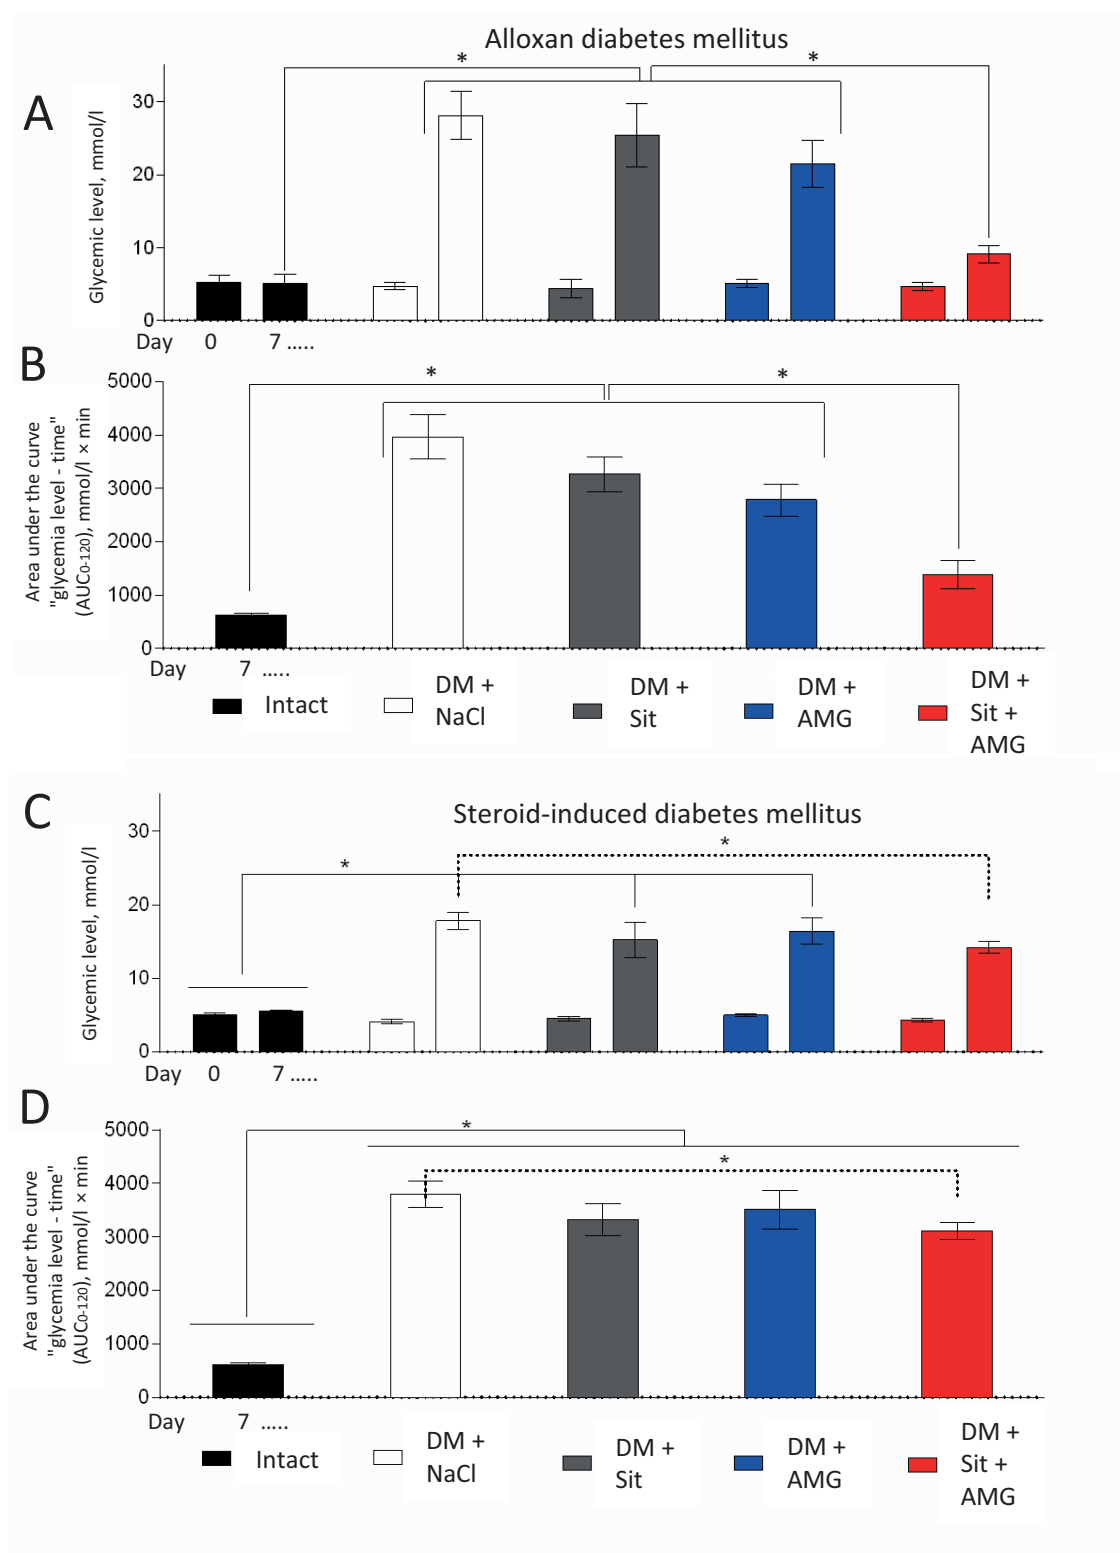 Alloxan diabetes mellitus
A
*
*
Glycemic level, mmol/l
30
20
10
0
Day 0 7 .....
B
*
*
Area under the curve
"glycemia level - time"
(AUC0-120), mmol/l × min
5000
4000
3000
2000
1000
0
Day 7 .....
Intact
DM +
NaCl
DM +
Sit
DM +
AMG
DM +
Sit +
AMG
C
Steroid-induced diabetes mellitus
*
*
Glycemic level, mmol/l
30
20
10
0
Day 0 7 .....
D
*
*
Area under the curve
"glycemia level - time"
(AUC0-120), mmol/l × min
5000
4000
3000
2000
1000
0
Day 7 .....
Intact
DM +
NaCl
DM +
Sit
DM +
AMG
DM +
Sit +
AMG